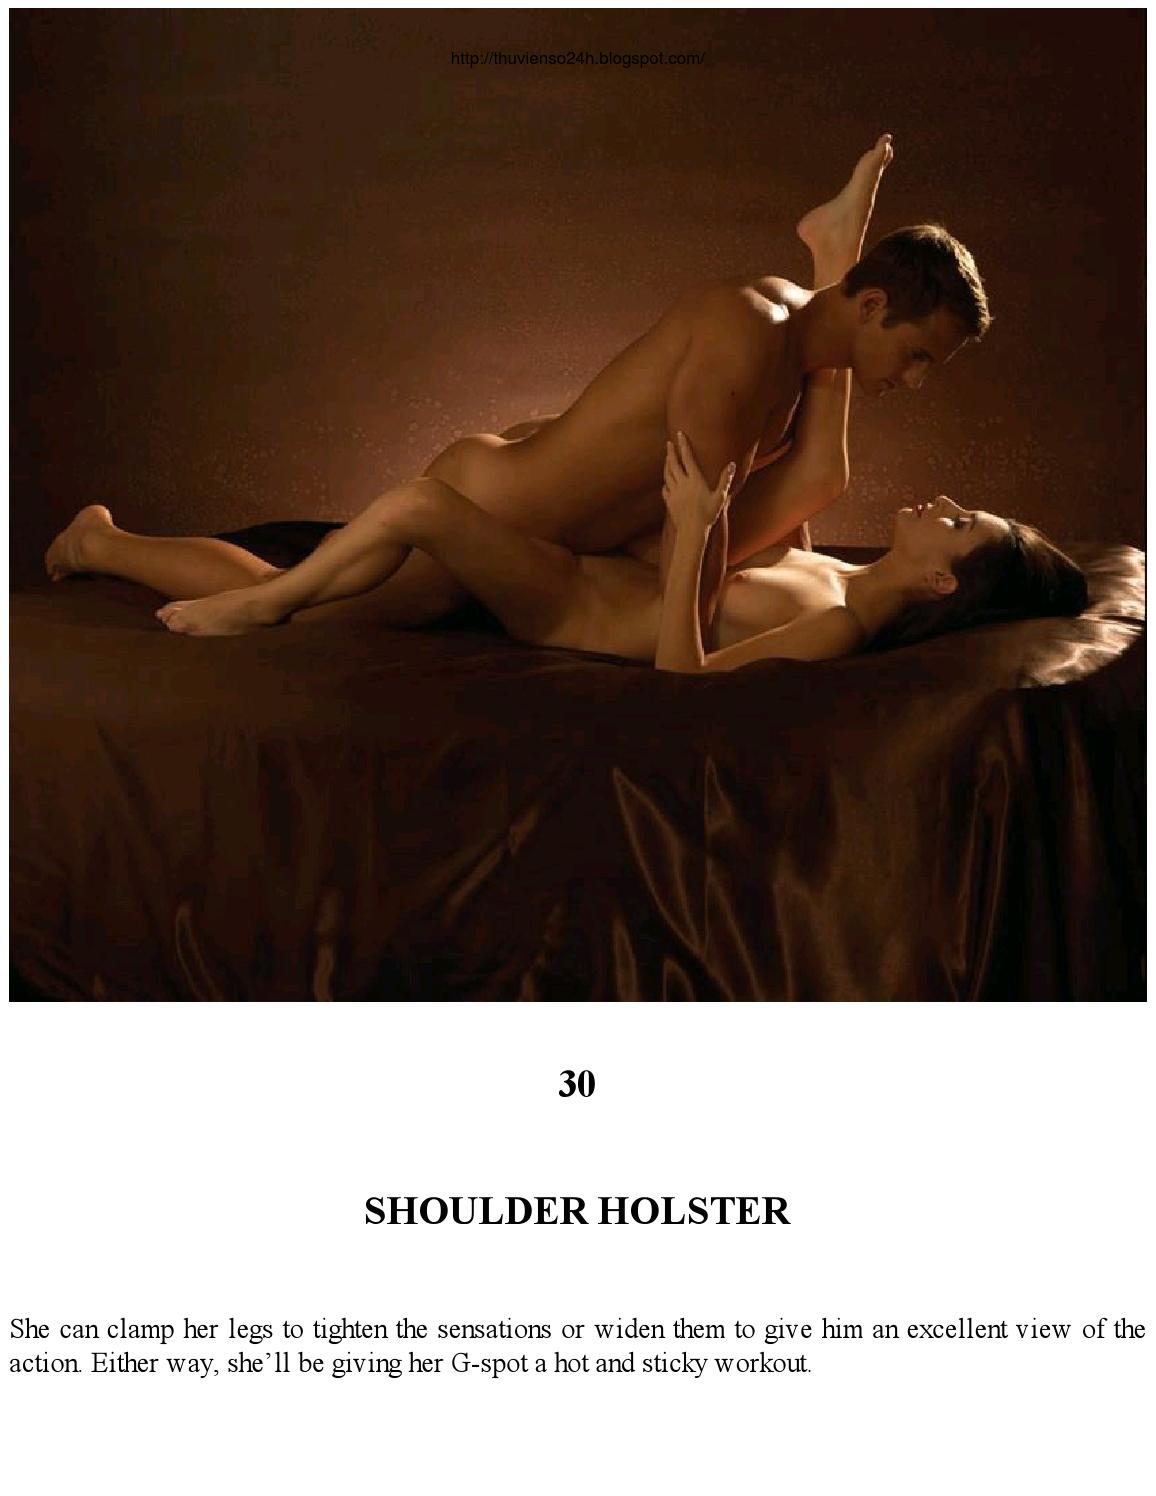 http://thuvienso24h.blogspot.com/
30
SHOULDER HOLSTER
She can clamp her legs to tighten the sensations or widen them to give him an excellent view of the
action. Either way, she’ll be giving her G-spot a hot and sticky workout.